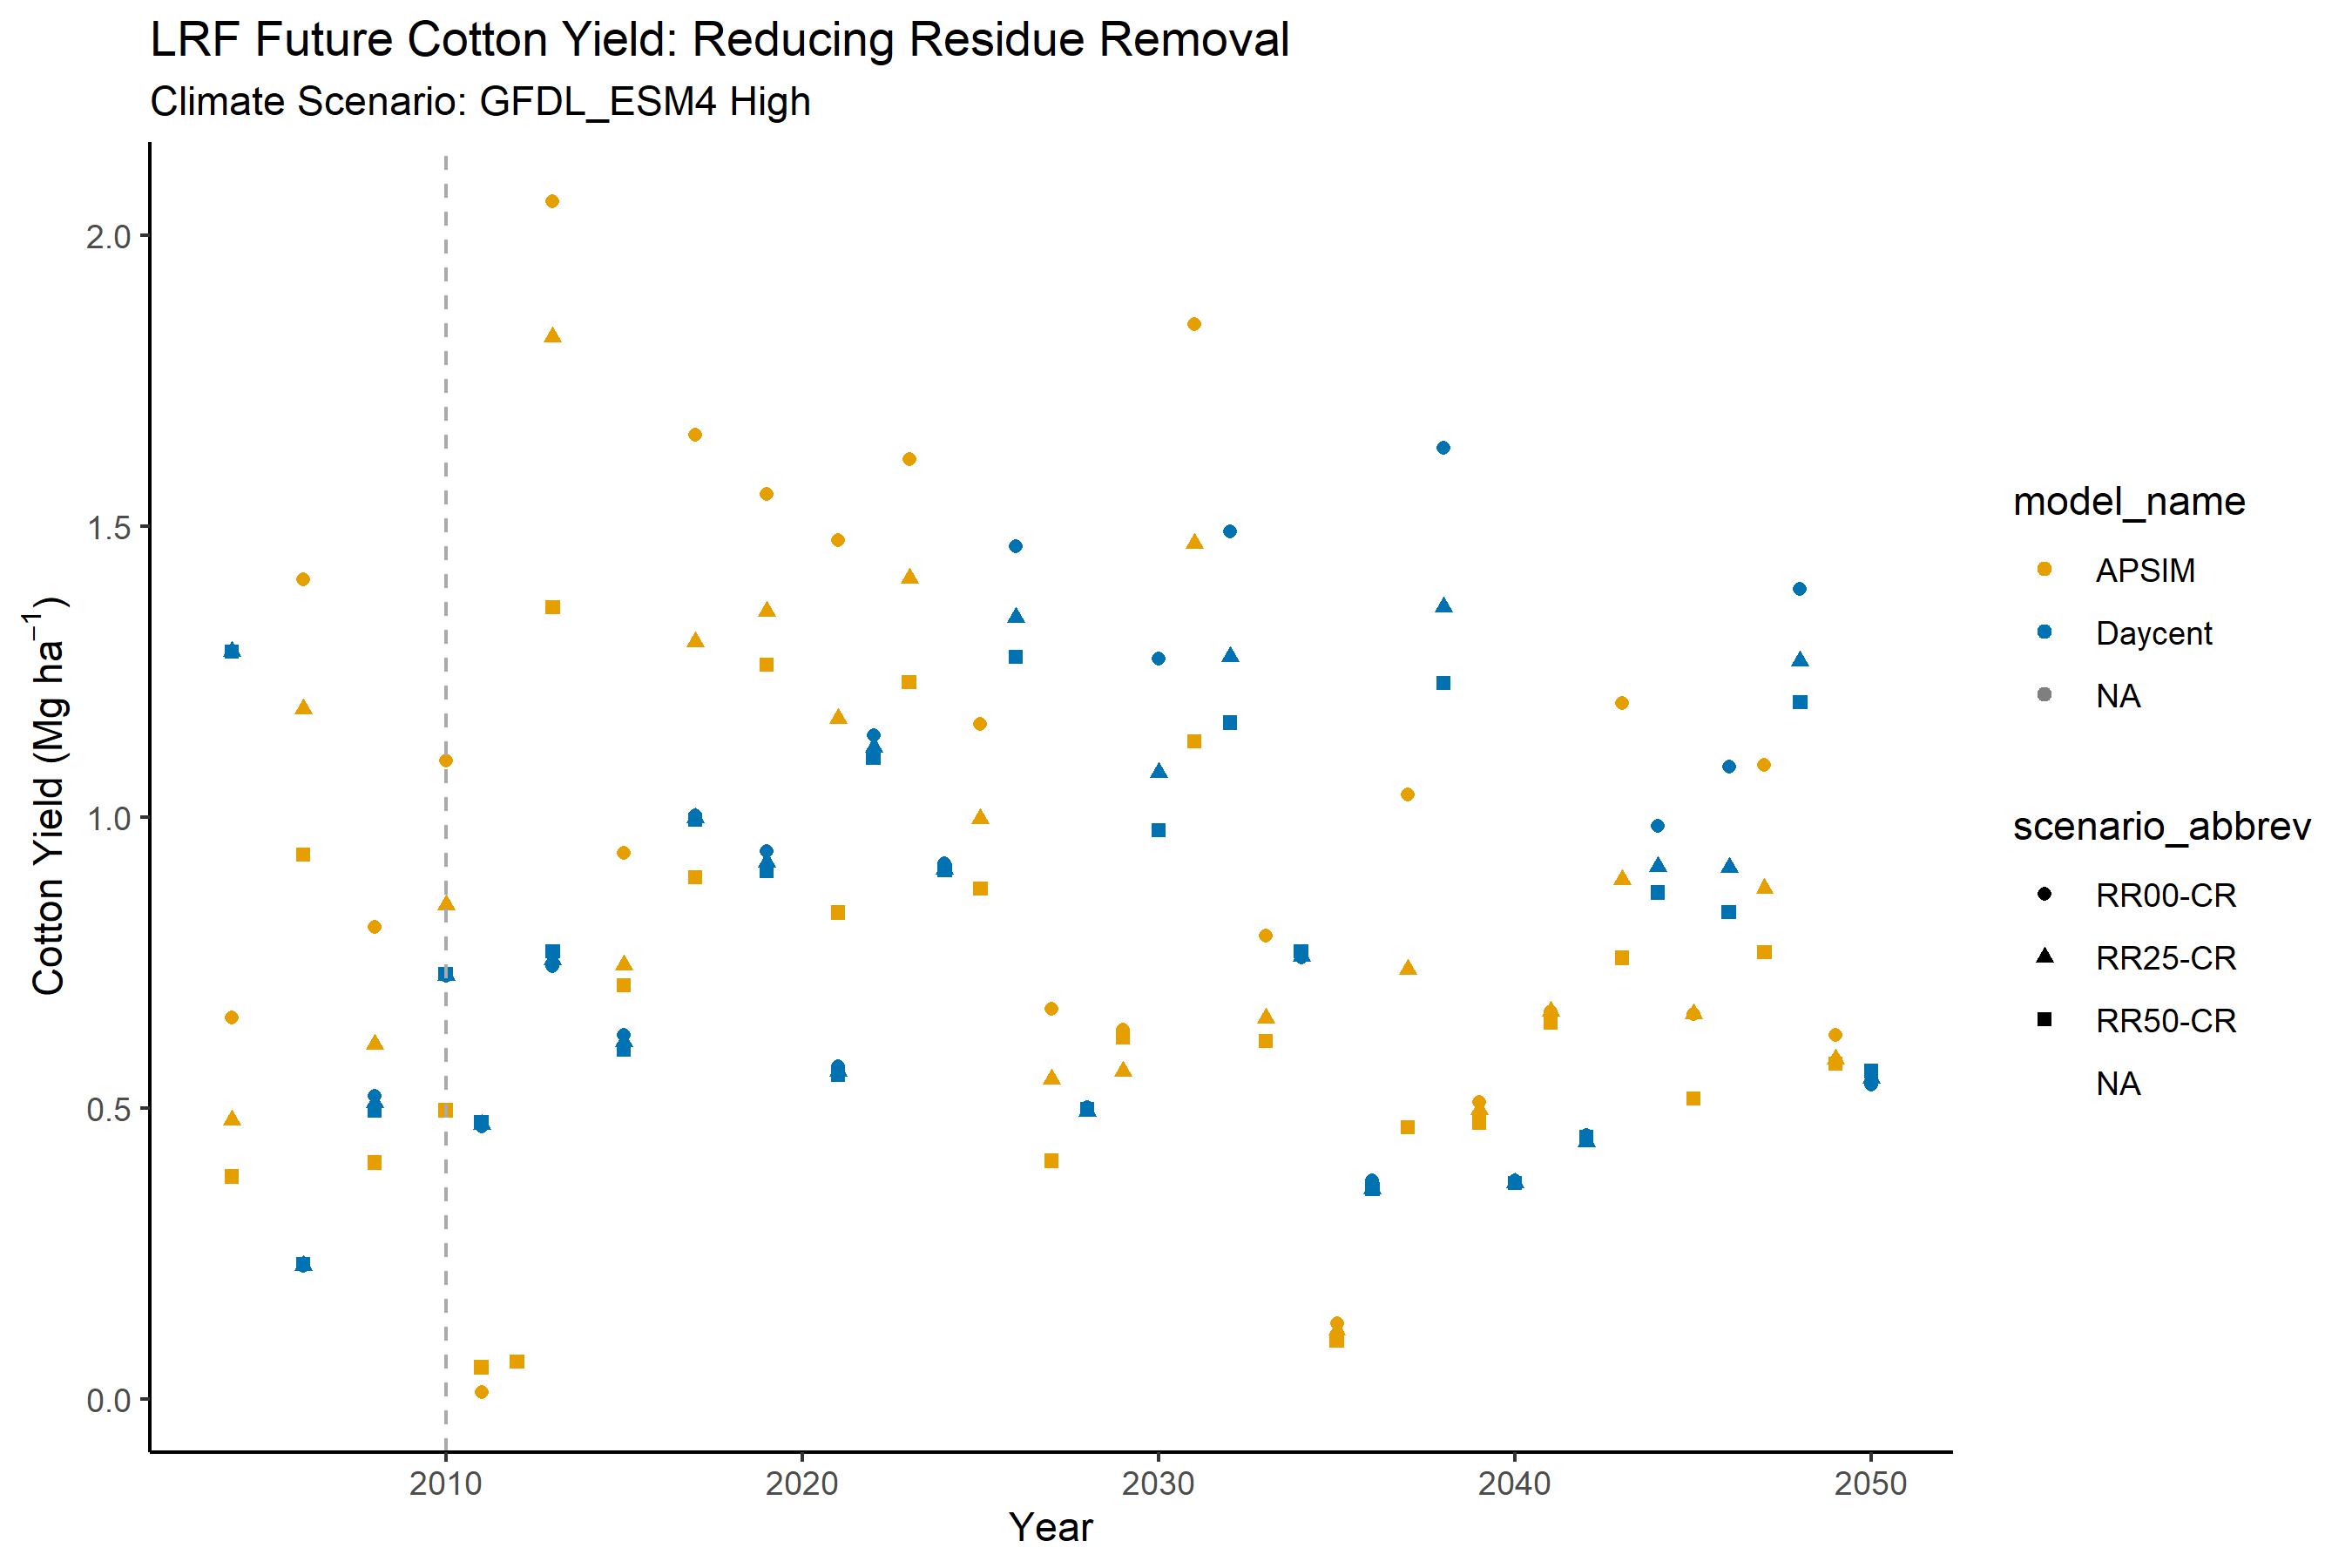 LRF Future Cotton Yield: Reducing Residue Removal
Climate Scenario: GFDL_ESM4 High
Cotton Yield (Mg ha⁻¹)
2.0
1.5
1.0
0.5
0.0
2010
2020
2030
2040
2050
Year
model_name
APSIM
Daycent
NA
scenario_abbrev
RR00-CR
RR25-CR
RR50-CR
NA